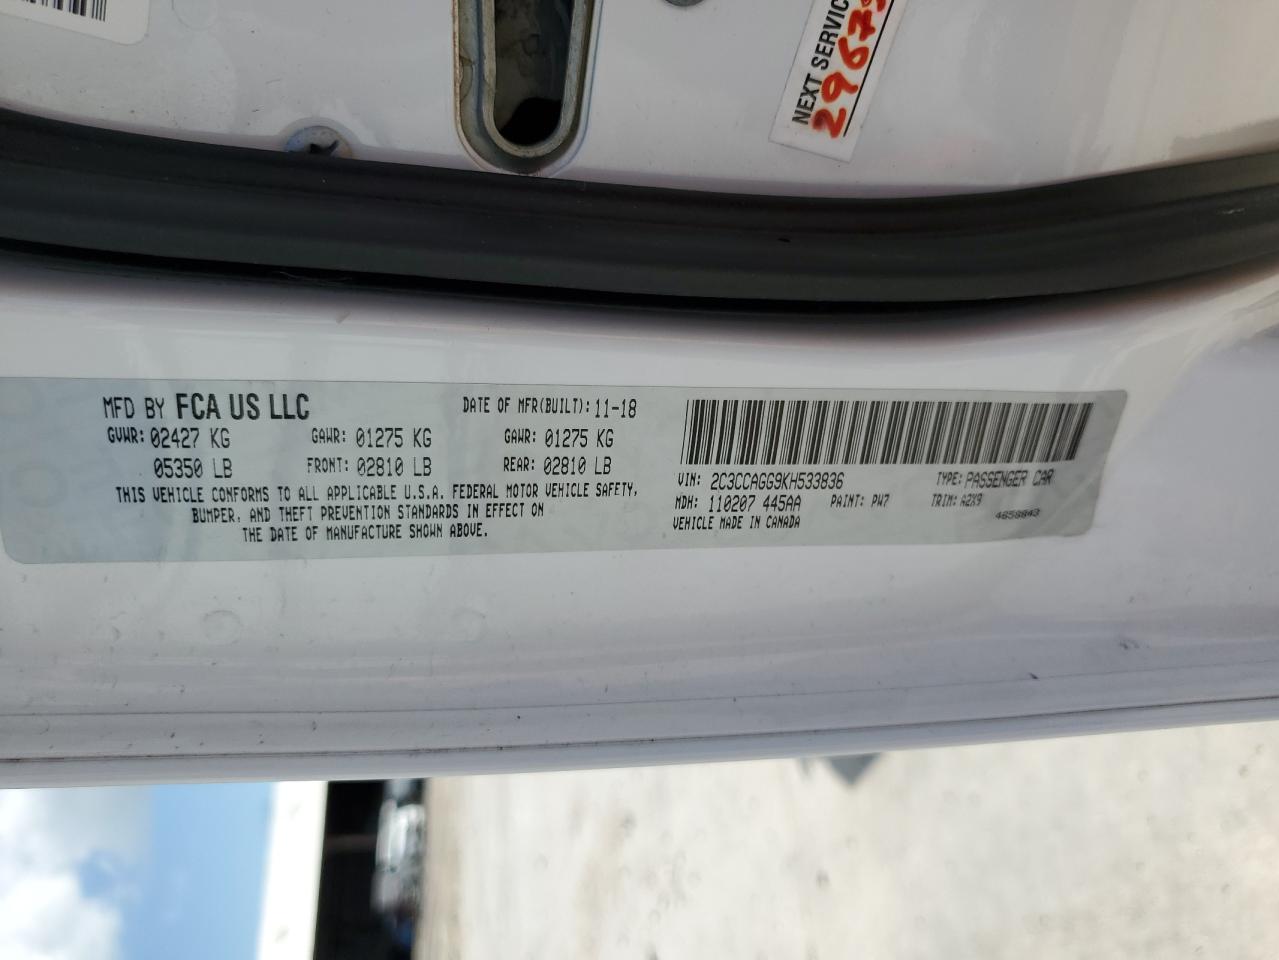 NEXT SERVIC
2967
MFD BY FCA US LLC
DATE OF MFR(BUILT): 11-18
GVWR: 02427 KG
GAWR: 01275 KG
GAWR: 01275 KG
05350 LB
FRONT: 02810 LB
REAR: 02810 LB
THIS VEHICLE CONFORMS TO ALL APPLICABLE U.S.A. FEDERAL MOTOR VEHICLE SAFETY,
BUMPER, AND THEFT PREVENTION STANDARDS IN EFFECT ON
THE DATE OF MANUFACTURE SHOWN ABOVE.
VIN: 2C3CCAGG9KH533836
TYPE: PASSENGER CAR
MDH: 110207 445AA
PAINT: PW7
TRIM: A2X9
VEHICLE MADE IN CANADA
4658843